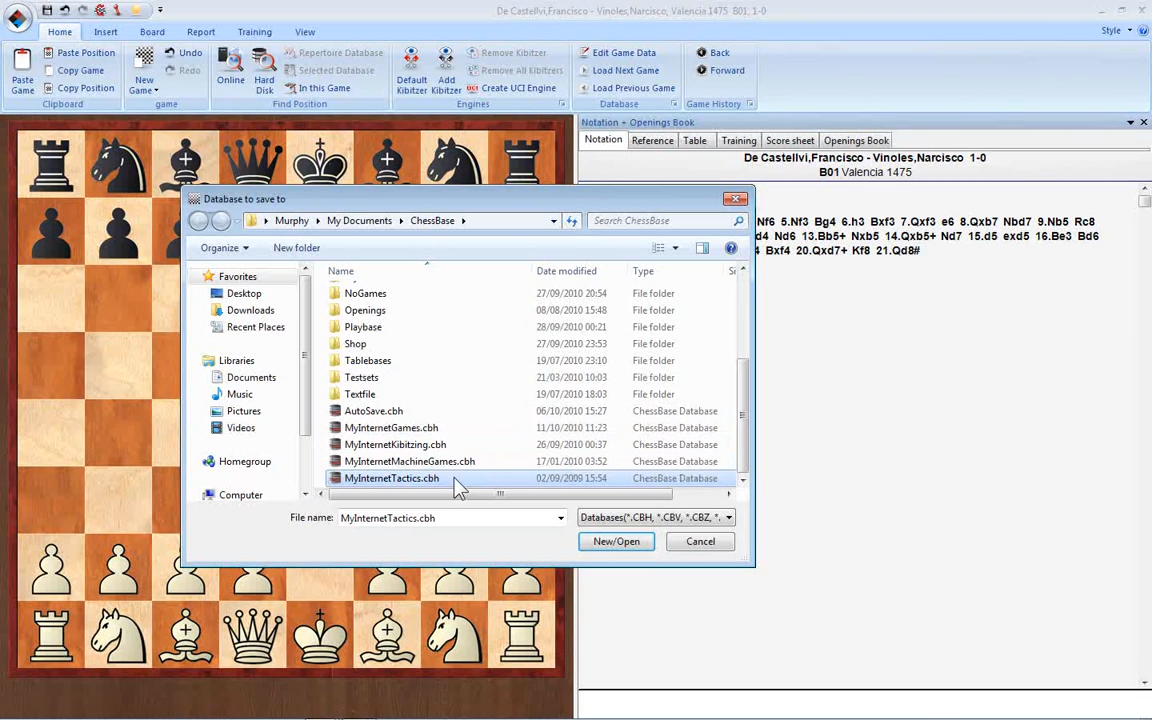 De Castellvi,Francisco - Vinoles,Narcisco, Valencia 1475 B01, 1-0
Home Insert Board Report Training View Style
Paste Game
Paste Position
Copy Game
Copy Position
Clipboard
New Game
Undo
Redo
game
Online
Hard Disk
Repertoire Database
Selected Database
In this Game
Find Position
Default Kibitzer
Add Kibitzer
Remove Kibitzer
Remove All Kibitzers
UCI Create UCI Engine
Engines
Edit Game Data
Load Next Game
Load Previous Game
Database
Back
Forward
Game History
Notation + Openings Book
Notation Reference Table Training Score sheet Openings Book
De Castellvi,Francisco - Vinoles,Narcisco 1-0
B01 Valencia 1475
Nf6 5.Nf3 Bg4 6.h3 Bxf3 7.Qxf3 e6 8.Qxb7 Nbd7 9.Nb5 Rc8
d4 Nd6 13.Bb5+ Nxb5 14.Qxb5+ Nd7 15.d5 exd5 16.Be3 Bd6
Bxf4 20.Qxd7+ Kf8 21.Qd8#
Database to save to
Murphy My Documents ChessBase Search ChessBase
Organize New folder
Name Date modified Type Si
Favorites
Desktop
Downloads
Recent Places
Libraries
Documents
Music
Pictures
Videos
Homegroup
Computer
NoGames 27/09/2010 20:54 File folder
Openings 08/08/2010 15:48 File folder
Playbase 28/09/2010 00:21 File folder
Shop 27/09/2010 23:53 File folder
Tablebases 19/07/2010 23:10 File folder
Testsets 21/03/2010 10:03 File folder
Textfile 19/07/2010 18:03 File folder
AutoSave.cbh 06/10/2010 15:27 ChessBase Database
MyInternetGames.cbh 11/10/2010 11:23 ChessBase Database
MyInternetKibitzing.cbh 26/09/2010 00:37 ChessBase Database
MyInternetMachineGames.cbh 17/01/2010 03:52 ChessBase Database
MyInternetTactics.cbh 02/09/2009 15:54 ChessBase Database
File name: MyInternetTactics.cbh Databases(*.CBH, *.CBV, *.CBZ, *.
New/Open Cancel